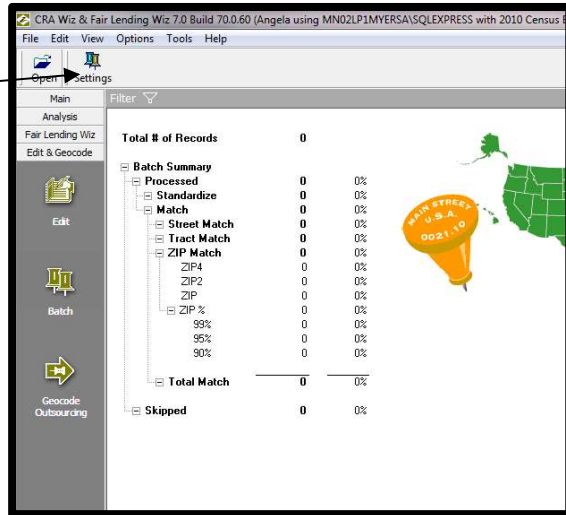 CRA Wiz & Fair Lending Wiz 7.0 Build 70.0.60 (Angela using MN02LP1MYERSA\SQLEXPRESS with 2010 Census
File Edit View Options Tools Help
Open Settings
Main
Filter
Analysis
Fair Lending Wiz
Edit & Geocode
Edit
Batch
Geocode
Outsourcing
Total # of Records 0
Batch Summary
Processed 0 0%
Standardize 0 0%
Match 0 0%
Street Match 0 0%
Tract Match 0 0%
ZIP Match 0 0%
ZIP4 0 0%
ZIP2 0 0%
ZIP 0 0%
ZIP % 0 0%
99% 0 0%
95% 0 0%
90% 0 0%
Total Match 0 0%
Skipped 0 0%
MAIN STREET
U.S.A.
0021.10